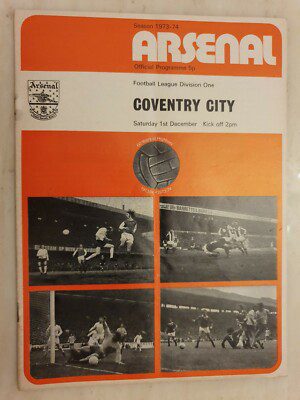 Season 1973-74
ARSENAL
Official Programme 5p
Football League Division One
Arsenal
COVENTRY CITY
Saturday 1st December Kick off 2pm